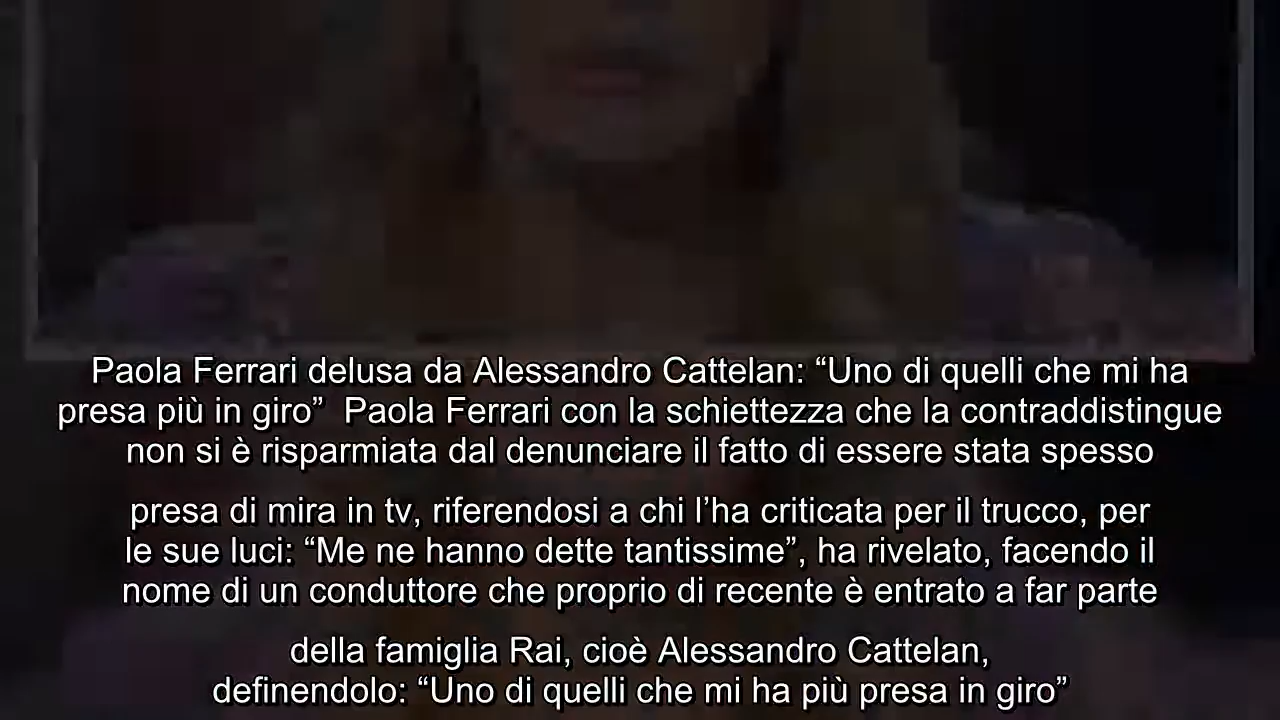 Paola Ferrari delusa da Alessandro Cattelan: “Uno di quelli che mi ha
presa più in giro”  Paola Ferrari con la schiettezza che la contraddistingue
non si è risparmiata dal denunciare il fatto di essere stata spesso
presa di mira in tv, riferendosi a chi l’ha criticata per il trucco, per
le sue luci: “Me ne hanno dette tantissime”, ha rivelato, facendo il
nome di un conduttore che proprio di recente è entrato a far parte
della famiglia Rai, cioè Alessandro Cattelan,
definendolo: “Uno di quelli che mi ha più presa in giro”